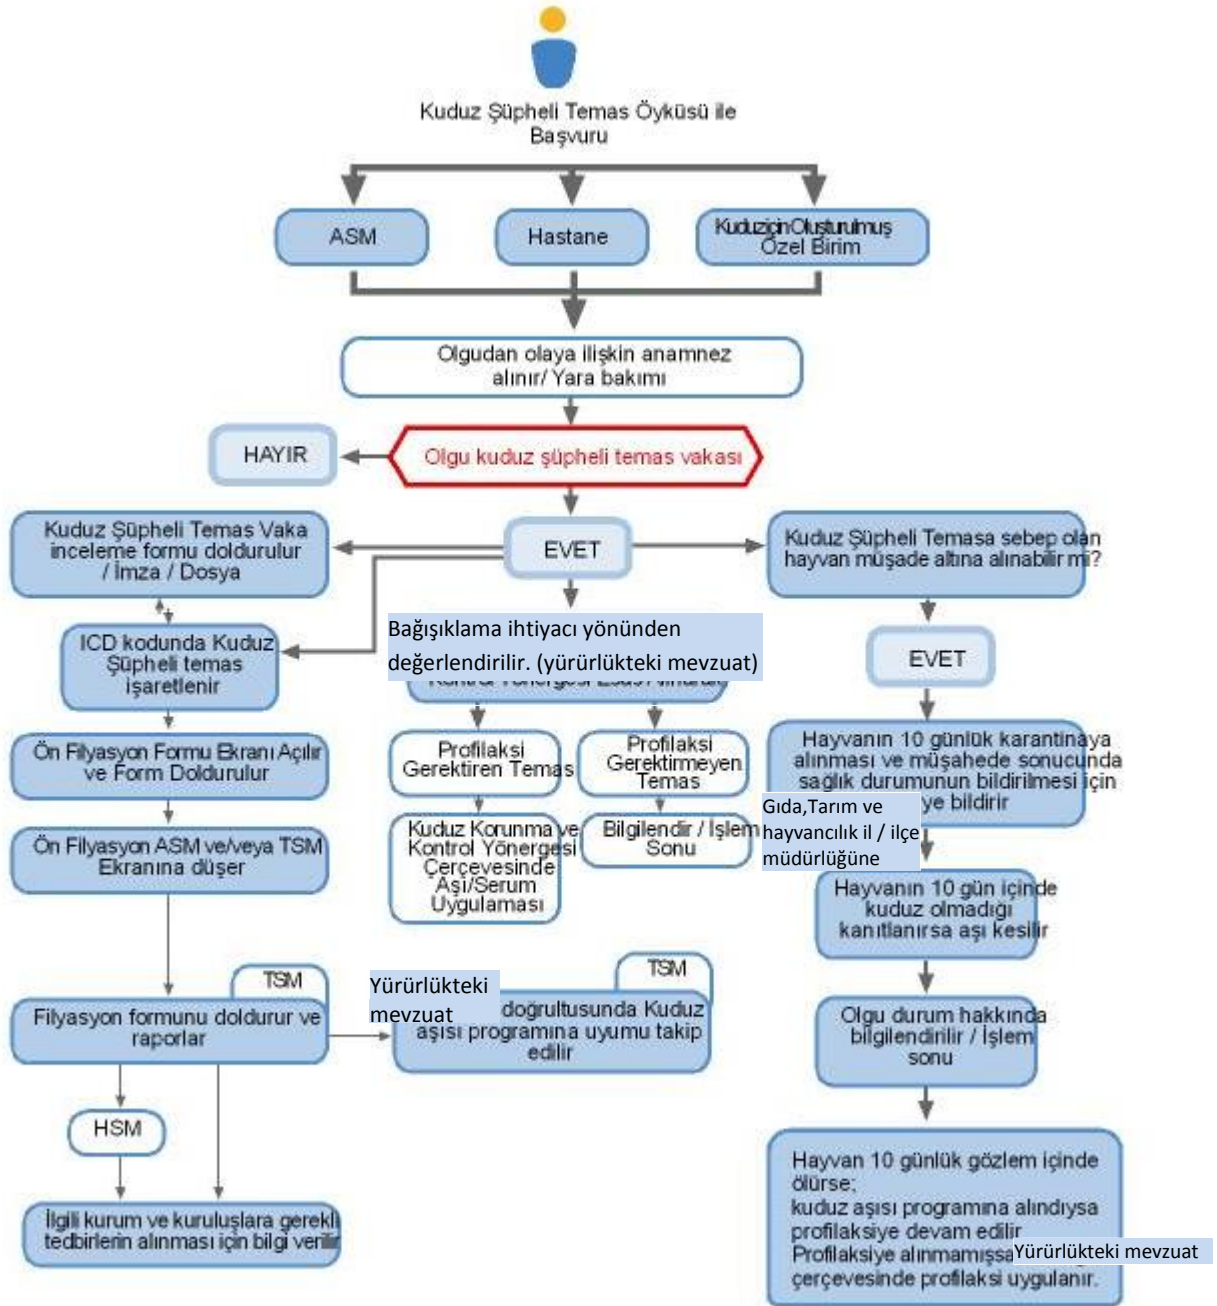 Kuduz Şüpheli Temas Öyküsü ile
Başvuru
ASM
Hastane
Kuduz için Oluşturulmuş
Özel Birim
Olgudan olaya ilişkin anamnez
alınır/ Yara bakımı
HAYIR
Olgu kuduz şüpheli temas vakası
Kuduz Şüpheli Temas Vaka
inceleme formu doldurulur
/ İmza / Dosya
EVET
Kuduz Şüpheli Temasa sebep olan
hayvan müşade altına alınabilir mi?
ICD kodunda Kuduz
Şüpheli temas
işaretlenir
Bağışıklama ihtiyacı yönünden
değerlendirilir. (yürürlükteki mevzuat)
EVET
Ön Filyasyon Formu Ekranı Açılır
ve Form Doldurulur
Profilaksi
Gerektiren Temas
Profilaksi
Gerektirmeyen
Temas
Hayvanın 10 günlük karantinaya
alınması ve müşahede sonucunda
sağlık durumunun bildirilmesi için
ye bildirir
Gıda,Tarım ve
hayvancılık il / ilçe
müdürlüğüne
Ön Filyasyon ASM ve/veya TSM
Ekranına düşer
Kuduz Korunma ve
Kontrol Yönergesi
Çerçevesinde
Aşı/Serum
Uygulaması
Bilgilendir / İşlem
Sonu
Hayvanın 10 gün içinde
kuduz olmadığı
kanıtlanırsa aşı kesilir
TSM
Filyasyon formunu doldurur ve
raporlar
TSM
Yürürlükteki
mevzuat
doğrultusunda Kuduz
aşısı programına uyumu takip
edilir
Olgu durum hakkında
bilgilendirilir / İşlem
sonu
HSM
İlgili kurum ve kuruluşlara gerekli
tedbirlerin alınması için bilgi verilir
Hayvan 10 günlük gözlem içinde
ölürse;
kuduz aşısı programına alındıysa
profilaksiye devam edilir
Profilaksiye alınmamışsa
Yürürlükteki mevzuat
çerçevesinde profilaksi uygulanır.